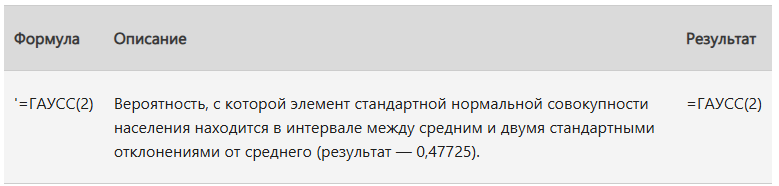 Формула Описание Результат
'=ГАУСС(2) Вероятность, с которой элемент стандартной нормальной совокупности =ГАУСС(2)
населения находится в интервале между средним и двумя стандартными
отклонениями от среднего (результат — 0,47725).